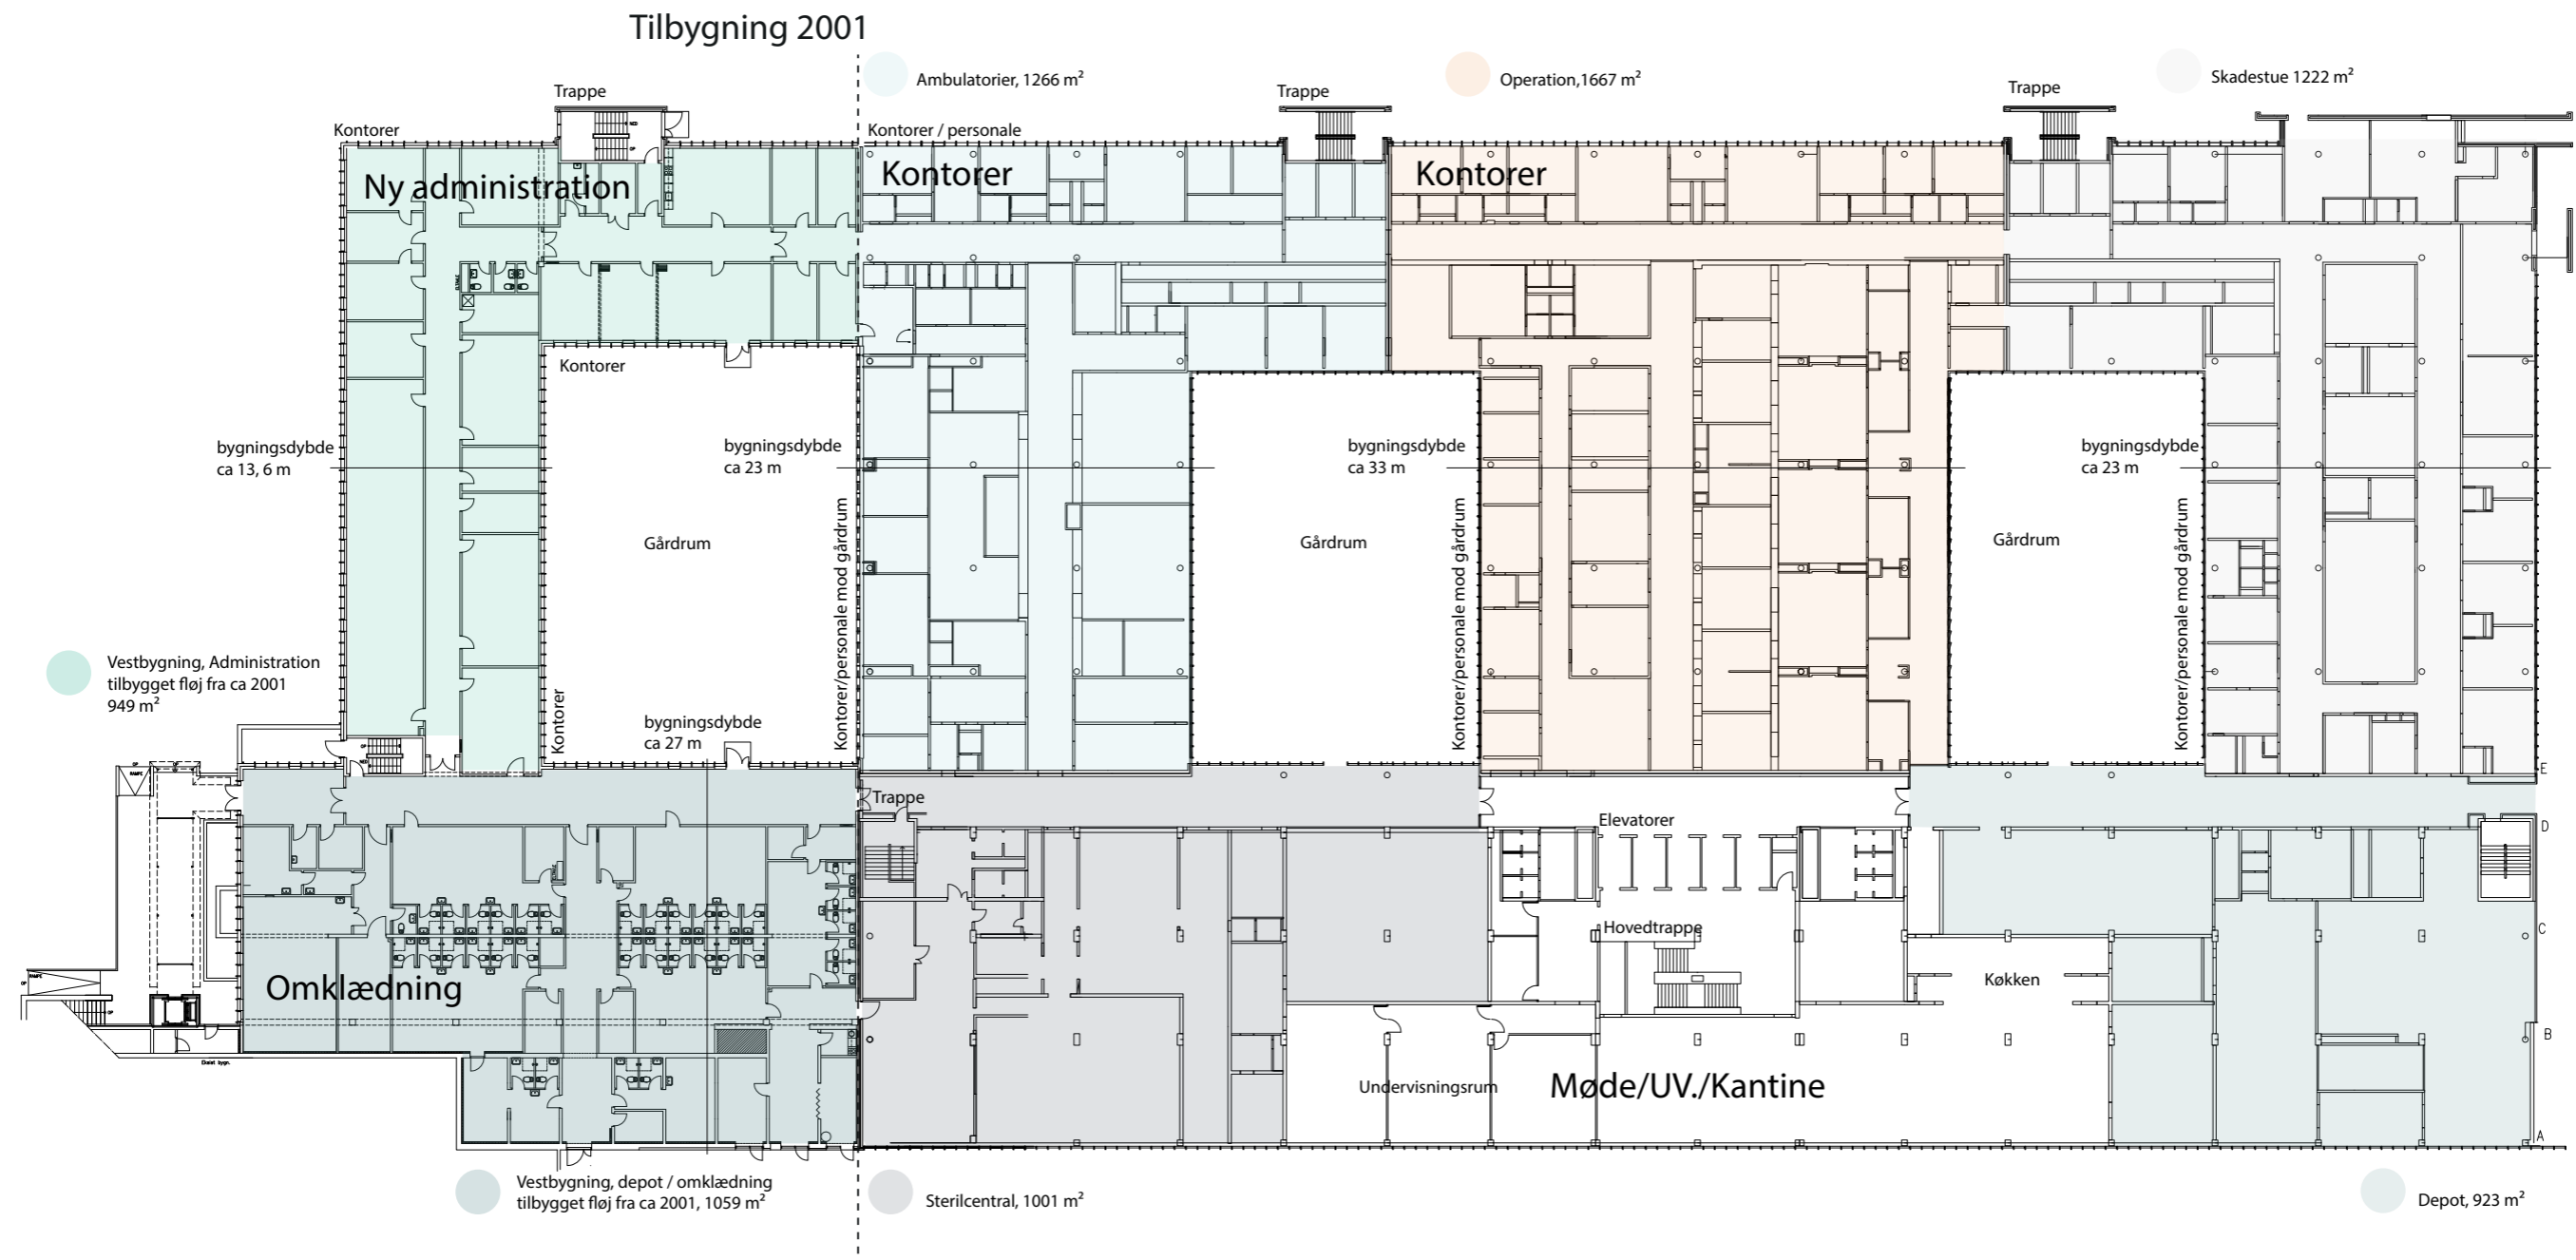 Tilbygning 2001
Ambulatorier, 1266 m²
Operation,1667 m²
Skadestue 1222 m²
Trappe
Trappe
Trappe
Kontorer
Kontorer / personale
Ny administration
Kontorer
Kontorer
Kontorer
bygningsdybde
ca 13, 6 m
bygningsdybde
ca 23 m
bygningsdybde
ca 33 m
bygningsdybde
ca 23 m
Gårdrum
Gårdrum
Gårdrum
Kontorer/personale mod gårdrum
Kontorer/personale mod gårdrum
Kontorer/personale mod gårdrum
Vestbygning, Administration
tilbygget fløj fra ca 2001
949 m²
Kontorer
bygningsdybde
ca 27 m
E
Trappe
Elevatorer
D
Hovedtrappe
C
Omklædning
Køkken
B
Undervisningsrum
Møde/UV./Kantine
A
Vestbygning, depot / omklædning
tilbygget fløj fra ca 2001, 1059 m²
Sterilcentral, 1001 m²
Depot, 923 m²